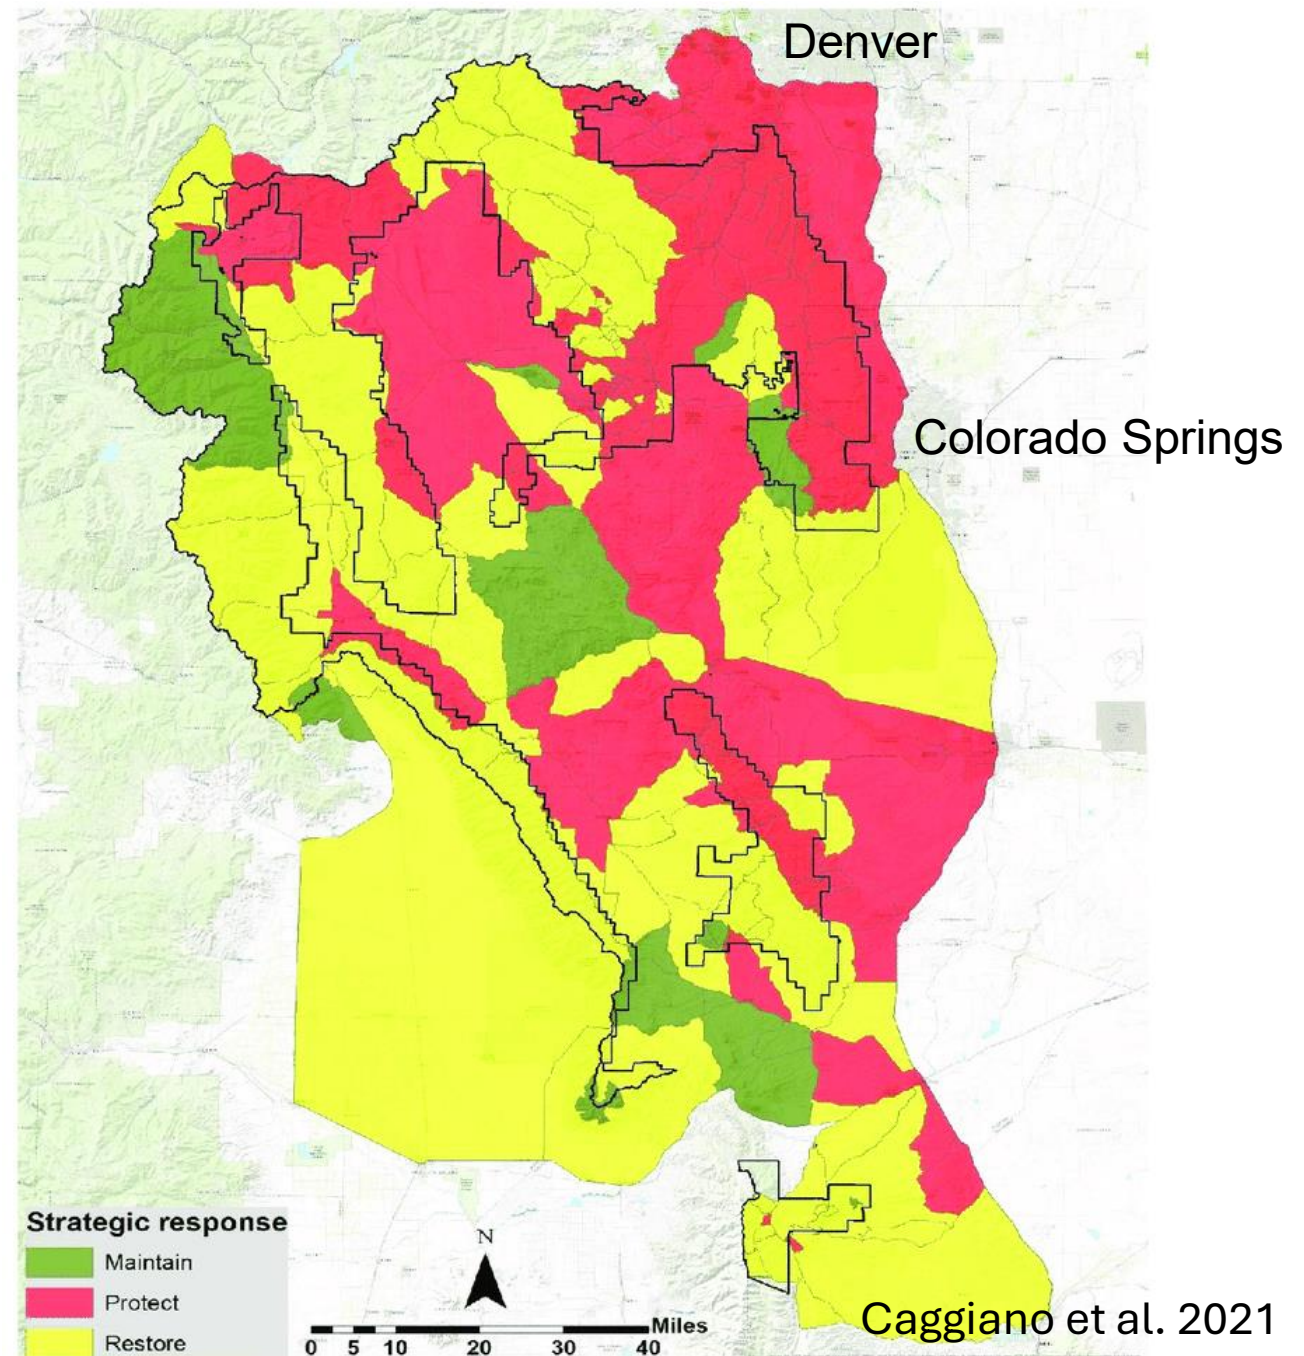 Denver
Colorado Springs
Strategic response
Maintain
Protect
Restore
N
Miles
0 5 10 20 30 40
Caggiano et al. 2021